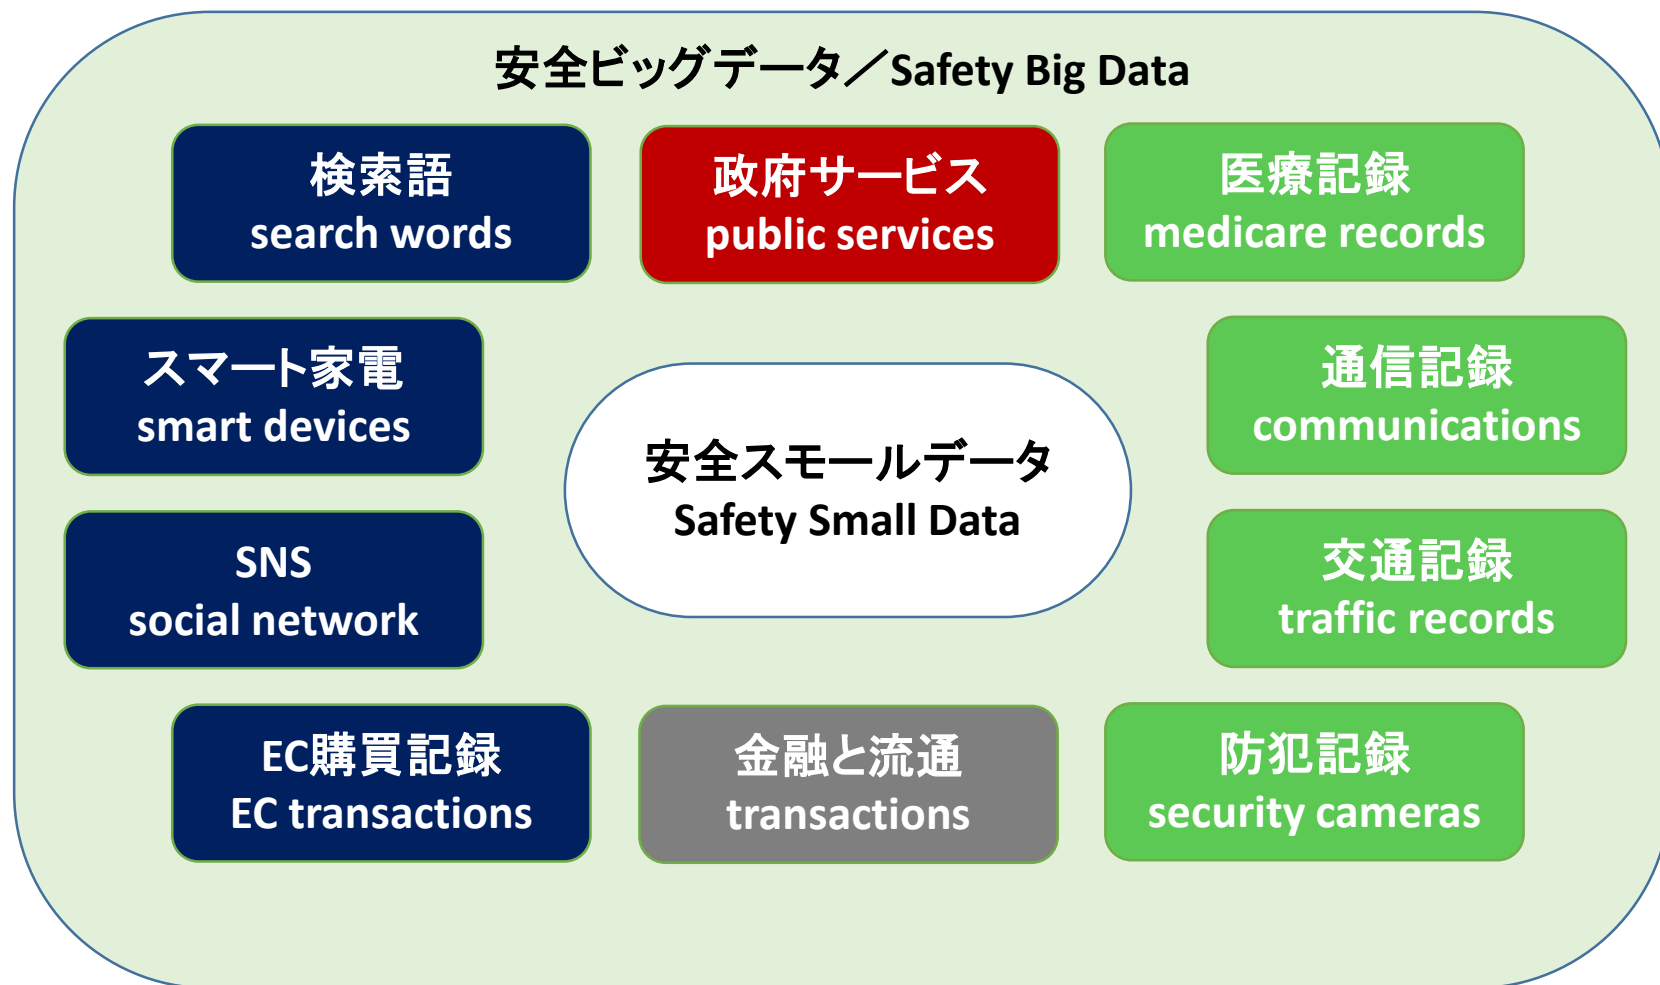 安全ビッグデータ／Safety Big Data
検索語
search words
政府サービス
public services
医療記録
medicare records
スマート家電
smart devices
通信記録
communications
安全スモールデータ
Safety Small Data
SNS
social network
交通記録
traffic records
EC購買記録
EC transactions
金融と流通
transactions
防犯記録
security cameras